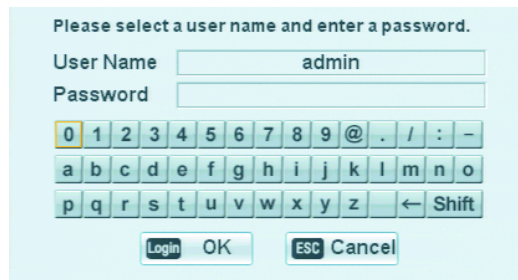 Please select a user name and enter a password.
User Name admin
Password
0 1 2 3 4 5 6 7 8 9 @ . / : -
a b c d e f g h i j k l m n o
p q r s t u v w x y z ← Shift
Login OK ESC Cancel